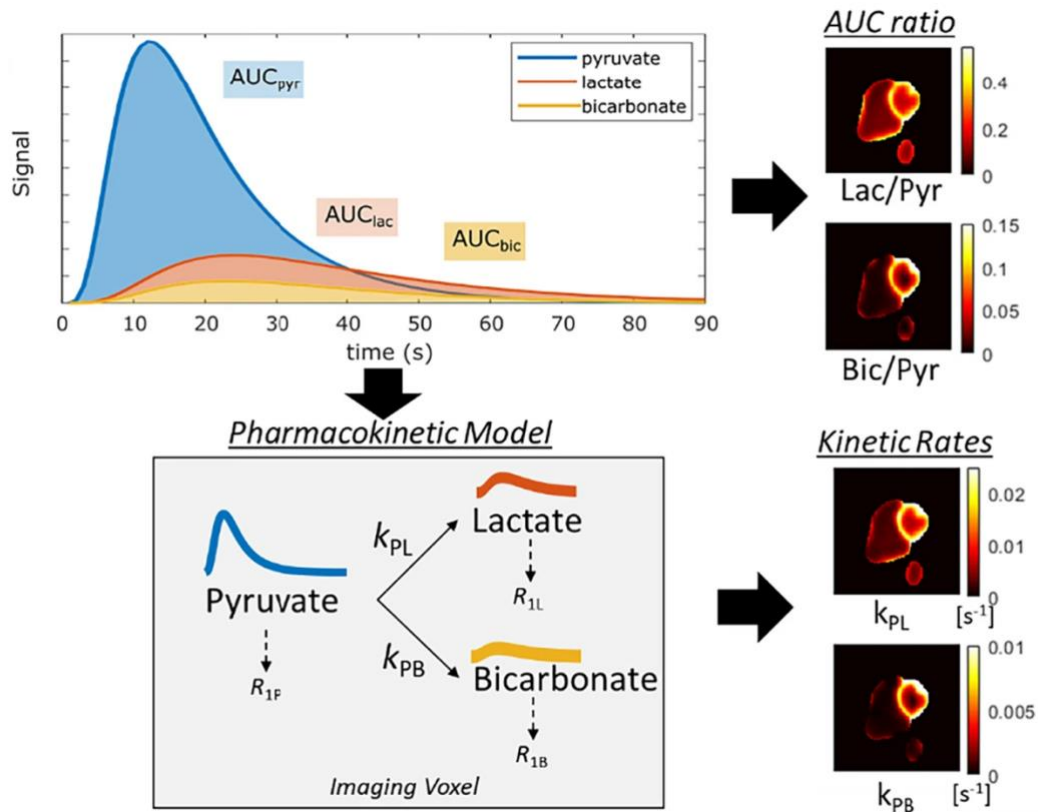 pyruvate
lactate
bicarbonate
AUCpyr
AUClac
AUCbic
Signal
0 10 20 30 40 50 60 70 80 90
time (s)
AUC ratio
0.4
0.2
0
Lac/Pyr
0.15
0.1
0.05
0
Bic/Pyr
Pharmacokinetic Model
Pyruvate
R1P
kPL
kPB
Lactate
R1L
Bicarbonate
R1B
Imaging Voxel
Kinetic Rates
0.02
0.01
0
kPL [s-1]
0.01
0.005
0
kPB [s-1]